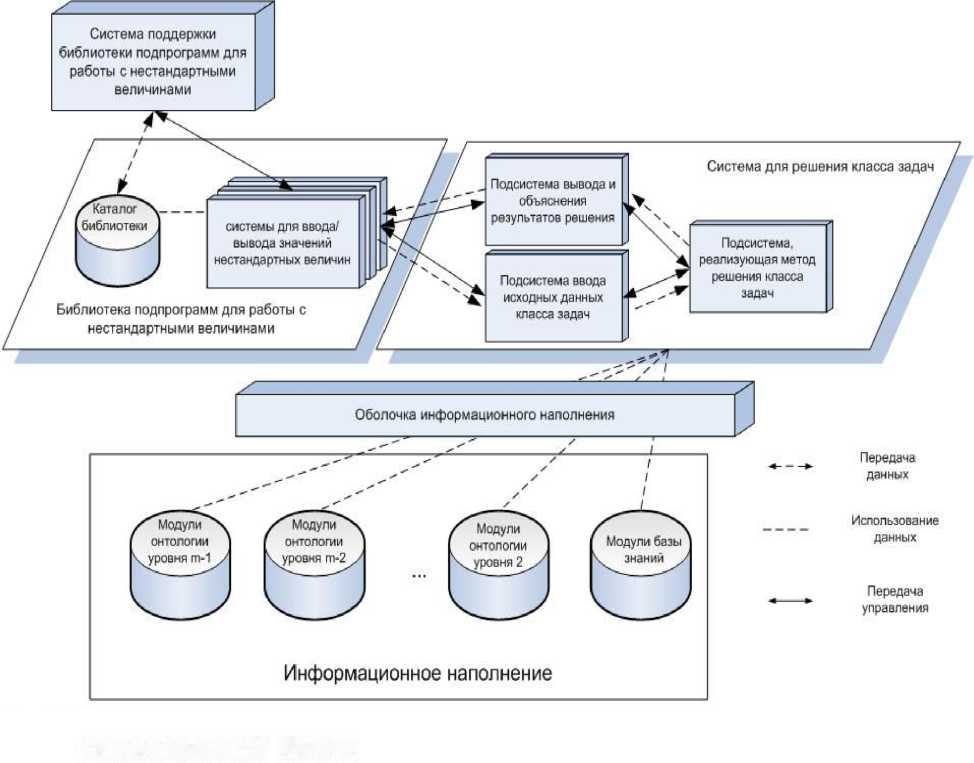 Система поддержки
библиотеки подпрограмм для
работы с нестандартными
величинами
Каталог
библиотеки
системы для ввода/
вывода значений
нестандартных величин
Библиотека подпрограмм для работы с
нестандартными величинами
Система для решения класса задач
Подсистема вывода и
объяснения
результатов решения
Подсистема ввода
исходных данных
класса задач
Подсистема,
реализующая метод
решения класса
задач
Оболочка информационного наполнения
Модули
онтологии
уровня m-1
Модули
онтологии
уровня m-2
...
Модули
онтологии
уровня 2
Модули базы
знаний
Информационное наполнение
Передача
данных
Использование
данных
Передача
управления